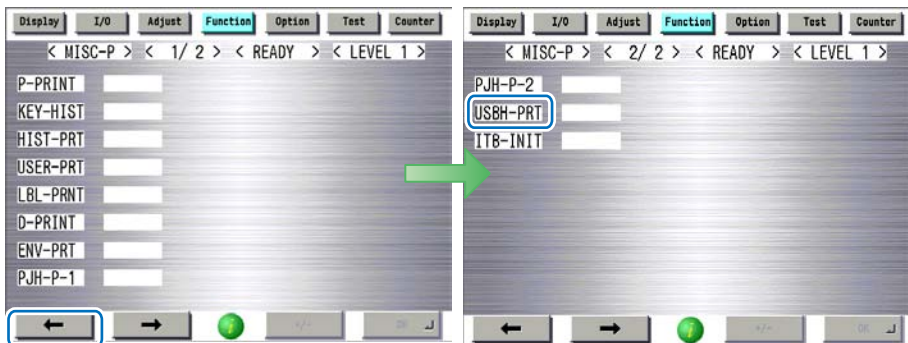 Display I/O Adjust Function Option Test Counter
< MISC-P > < 1/ 2 > < READY > < LEVEL 1 >
P-PRINT
KEY-HIST
HIST-PRT
USER-PRT
LBL-PRNT
D-PRINT
ENV-PRT
PJH-P-1
← → i +/- OK
Display I/O Adjust Function Option Test Counter
< MISC-P > < 2/ 2 > < READY > < LEVEL 1 >
PJH-P-2
USBH-PRT
ITB-INIT
← → i +/- OK